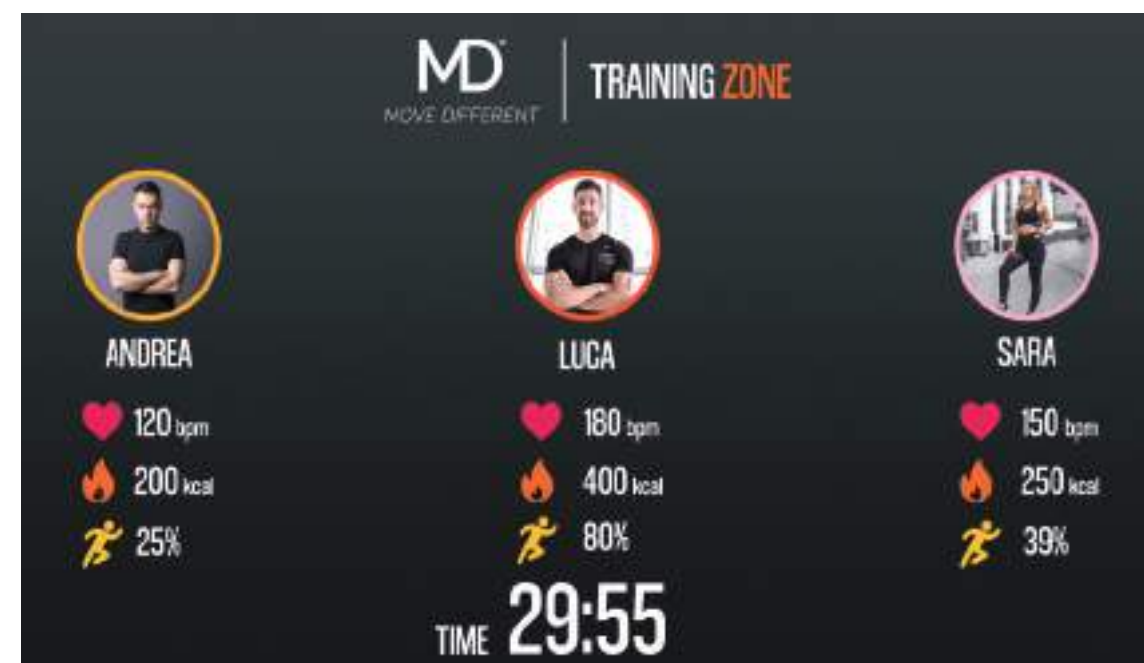 MD
MOVE DIFFERENT
TRAINING ZONE
ANDREA
120 bpm
200 kcal
25%
LUCA
180 bpm
400 kcal
80%
SARA
150 bpm
250 kcal
39%
TIME 29:55